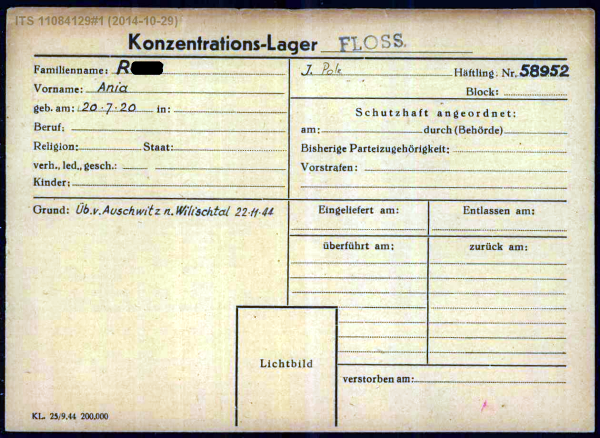 ITS 11084129#1 (2014-10-29)
Konzentrations-Lager FLOSS.
Familienname: R
J. Pole Häftling. Nr. 58952
Vorname: Ania
Block:
geb. am: 20.7.20 in:
Schutzhaft angeordnet:
Beruf:
am: durch (Behörde)
Religion: Staat:
Bisherige Parteizugehörigkeit:
verh., led., gesch.:
Vorstrafen:
Kinder:
Grund: Üb. v. Auschwitz n. Wilischtal 22.11.44
Eingeliefert am: Entlassen am:
überführt am: zurück am:
Lichtbild
verstorben am:
KL. 25/9.44 200.000